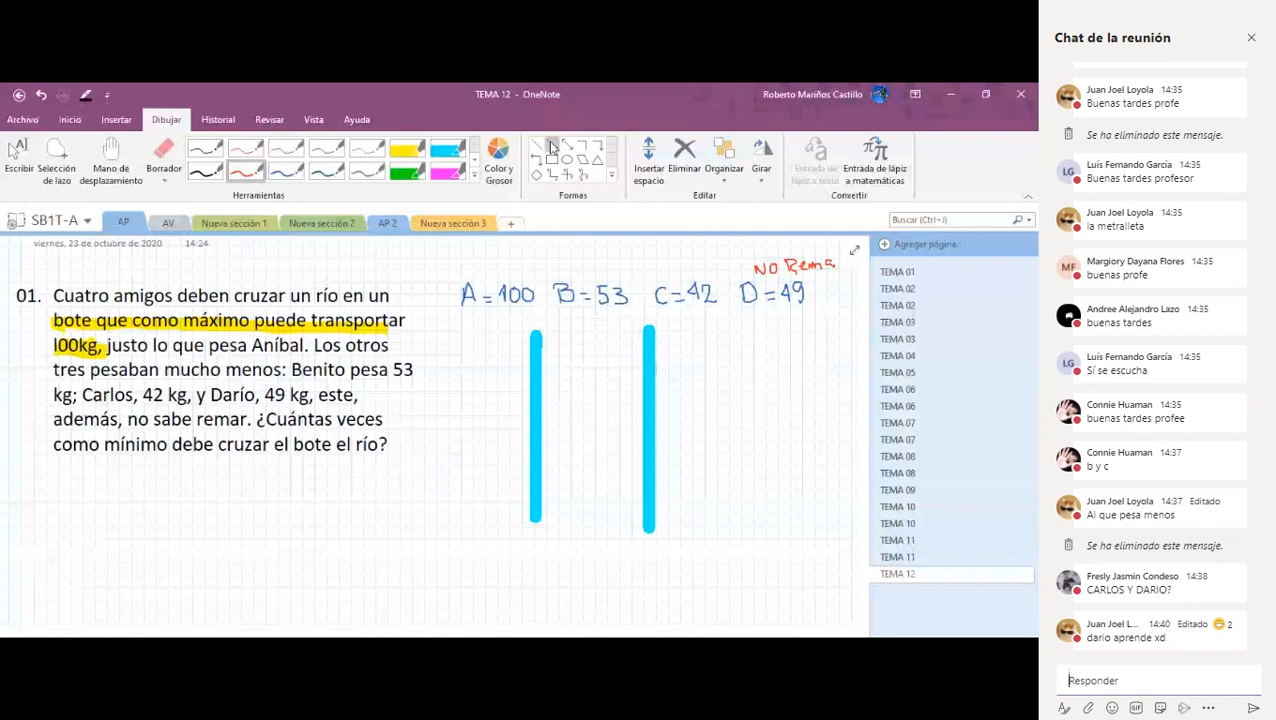 TEMA 12 - OneNote
Roberto Mariños Castillo
Archivo Inicio Insertar Dibujar Historial Revisar Vista Ayuda
Escribir
Selección de lazo
Mano de desplazamiento
Borrador
Color y Grosor
Insertar espacio
Eliminar
Organizar
Girar
Entrada de lápiz a texto
Entrada de lápiz a matemáticas
Herramientas
Formas
Editar
Convertir
SB1T-A
AP
AV
Nueva sección 1
Nueva sección 2
AP 2
Nueva sección 3
Buscar (Ctrl+I)
viernes, 23 de octubre de 2020 14:24
01. Cuatro amigos deben cruzar un río en un
bote que como máximo puede transportar
l00kg, justo lo que pesa Aníbal. Los otros
tres pesaban mucho menos: Benito pesa 53
kg; Carlos, 42 kg, y Darío, 49 kg, este,
además, no sabe remar. ¿Cuántas veces
como mínimo debe cruzar el bote el río?
NO Rema
A = 100 B = 53 C = 42 D = 49
Agregar página
TEMA 01
TEMA 02
TEMA 02
TEMA 03
TEMA 03
TEMA 04
TEMA 05
TEMA 06
TEMA 06
TEMA 07
TEMA 07
TEMA 08
TEMA 08
TEMA 09
TEMA 10
TEMA 10
TEMA 11
TEMA 11
TEMA 12
Chat de la reunión
Juan Joel Loyola 14:35
Buenas tardes profe
Se ha eliminado este mensaje.
LG
Luís Fernando García 14:35
Buenas tardes profesor
Juan Joel Loyola 14:35
la metralleta
MF
Margiory Dayana Flores 14:35
buenas profe
Andree Alejandro Lazo 14:35
buenas tardes
LG
Luís Fernando García 14:35
Sí se escucha
Connie Huaman 14:35
buenas tardes profee
Connie Huaman 14:37
b y c
Juan Joel Loyola 14:37 Editado
Al que pesa menos
Se ha eliminado este mensaje.
Fresly Jasmin Condeso 14:38
CARLOS Y DARIO?
Juan Joel L... 14:40 Editado 2
dario aprende xd
Responder
GIF